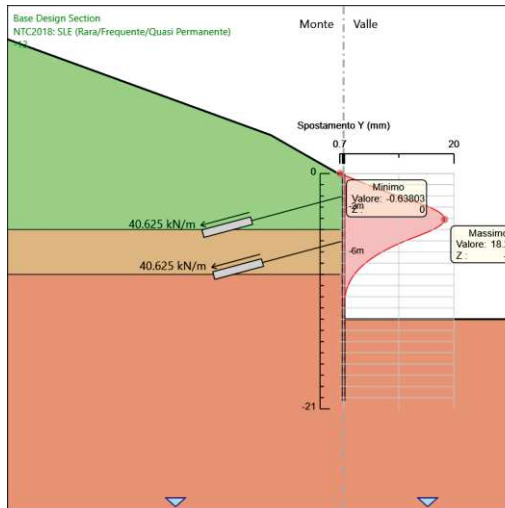 Base Design Section
NTC2018: SLE (Rara/Frequente/Quasi Permanente)
Monte
Valle
Spostamento Y (mm)
0.7
20
0
Minimo
Valore: -0.63803
Z : 0
40.625 kN/m
Massimo
Valore: 18.
Z :
-6m
40.625 kN/m
-21